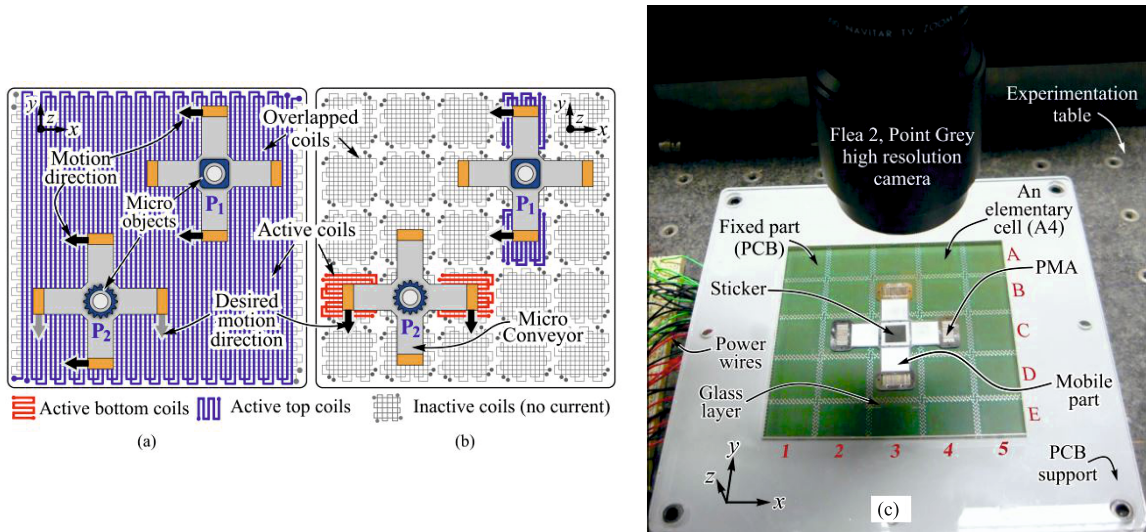 y
z
x
Motion
direction
Micro
objects
P1
P2
Overlapped
coils
Active coils
Desired
motion
direction
y
z
x
P1
P2
Micro
Conveyor
Active bottom coils
Active top coils
Inactive coils (no current)
(a)
(b)
NAVITAR TV ZOOM
Flea 2, Point Grey
high resolution
camera
Experimentation
table
An
elementary
cell (A4)
Fixed part
(PCB)
PMA
Sticker
Power
wires
Glass
layer
Mobile
part
PCB
support
A
B
C
D
E
1 2 3 4 5
y
z
x
(c)